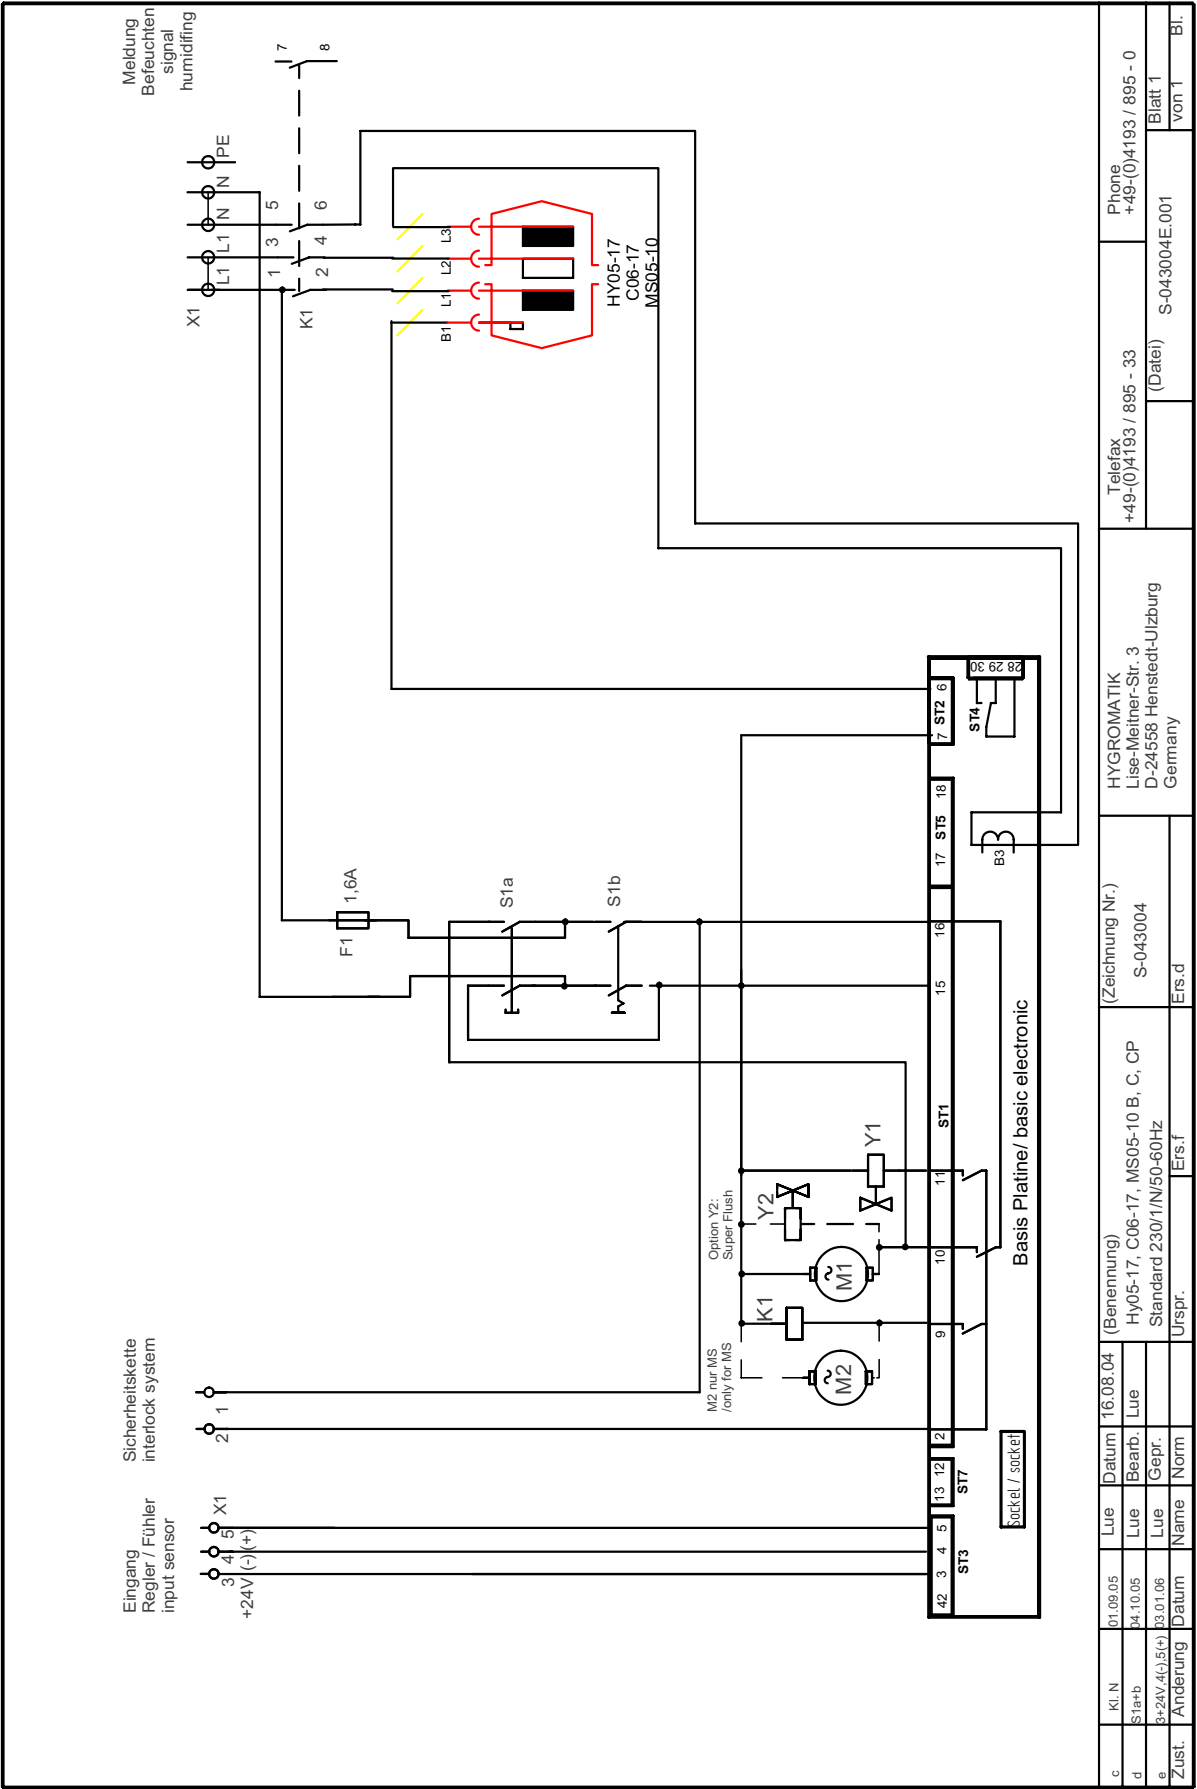 Eingang
Regler / Fühler
input sensor
Sicherheitskette
interlock system
Meldung
Befeuchten
signal
humidifing
X1
3
4
5
+24V
(-)
(+)
2
1
X1
L1
L1
N
N
PE
K1
1
3
5
2
4
6
7
8
F1
1,6A
S1a
S1b
B1
L1
L2
L3
HY05-17
C06-17
MS05-10
M2 nur MS
/only for MS
Option Y2:
Super Flush
M2
K1
M1
Y2
Y1
42
3
4
5
ST3
13
12
ST7
2
9
10
11
ST1
15
16
17
ST5
18
7
ST2
6
ST4
28 29 30
B3
Sockel / socket
Basis Platine/ basic electronic
c
Kl. N
01.09.05
Lue
d
S1a+b
04.10.05
Lue
e
3+24V,4(-),5(+)
03.01.06
Lue
Zust.
Änderung
Datum
Name
Datum
16.08.04
Bearb.
Lue
Gepr.
Norm
(Benennung)
Hy05-17, C06-17, MS05-10 B, C, CP
Standard 230/1/N/50-60Hz
Urspr.
Ers.f
(Zeichnung Nr.)
S-043004
Ers.d
HYGROMATIK
Lise-Meitner-Str. 3
D-24558 Henstedt-Ulzburg
Germany
Telefax
+49-(0)4193 / 895 - 33
Phone
+49-(0)4193 / 895 - 0
(Datei)
S-043004E.001
Blatt 1
von 1
Bl.